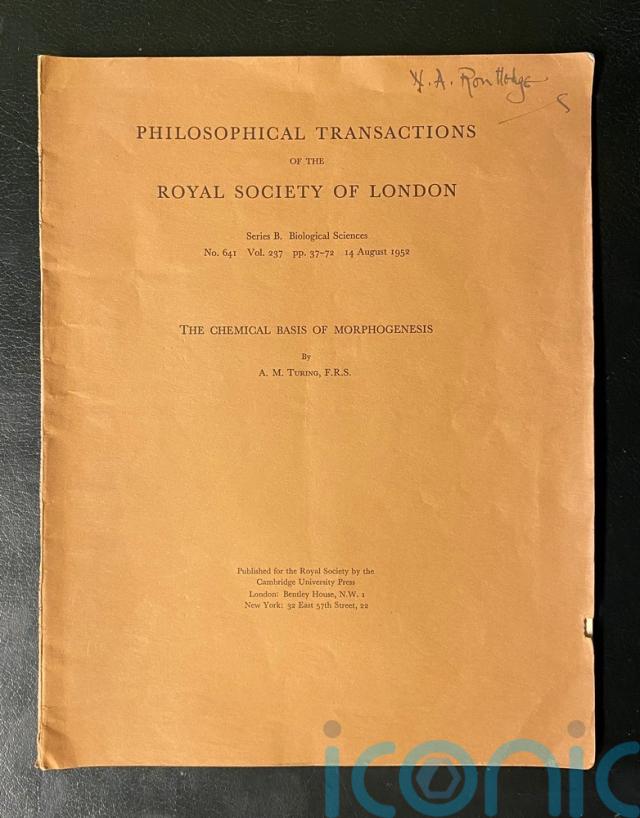 N. A. Routledge
PHILOSOPHICAL TRANSACTIONS
OF THE
ROYAL SOCIETY OF LONDON
Series B. Biological Sciences
No. 641 Vol. 237 pp. 37–72 14 August 1952
THE CHEMICAL BASIS OF MORPHOGENESIS
By
A. M. TURING, F.R.S.
Published for the Royal Society by the
Cambridge University Press
London: Bentley House, N.W. 1
New York: 32 East 57th Street, 22
iconic